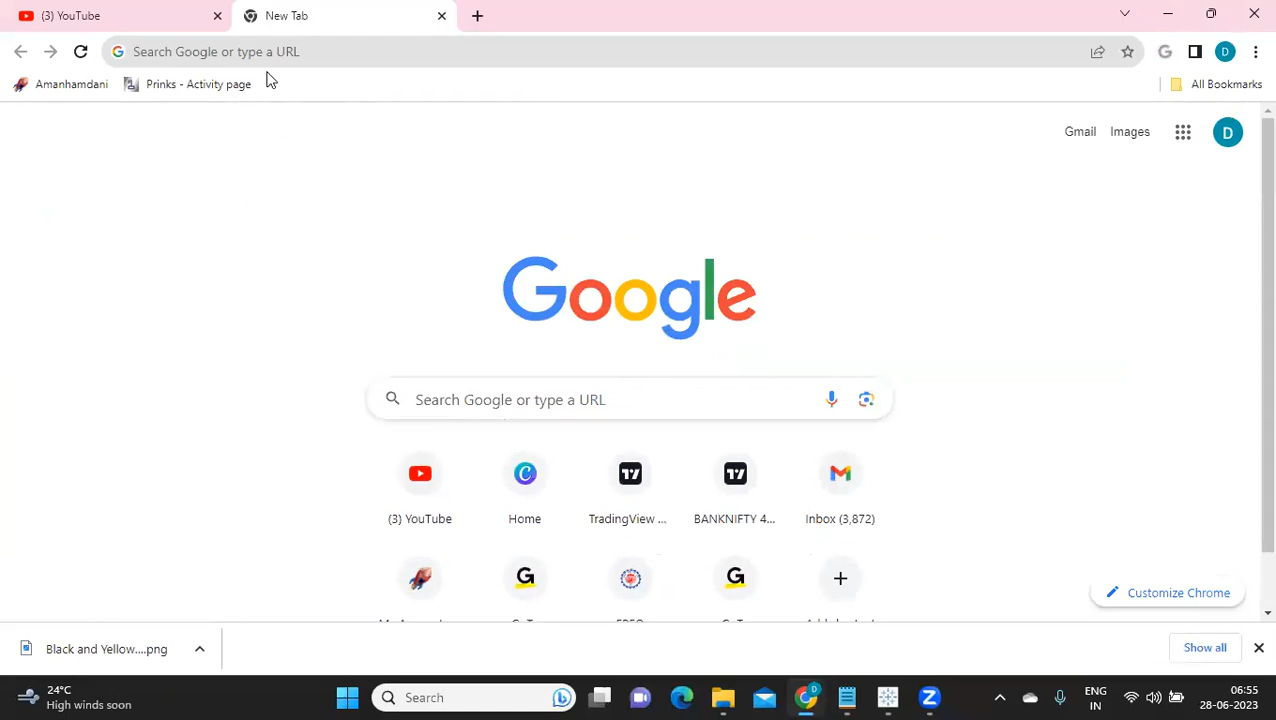 (3) YouTube
New Tab
Search Google or type a URL
Amanhamdani
Prinks - Activity page
All Bookmarks
Gmail Images D
Google
Search Google or type a URL
(3) YouTube
Home
TradingView ...
BANKNIFTY 4...
Inbox (3,872)
Customize Chrome
Black and Yellow....png
Show all
24°C
High winds soon
Search
ENG
IN
06:55
28-06-2023